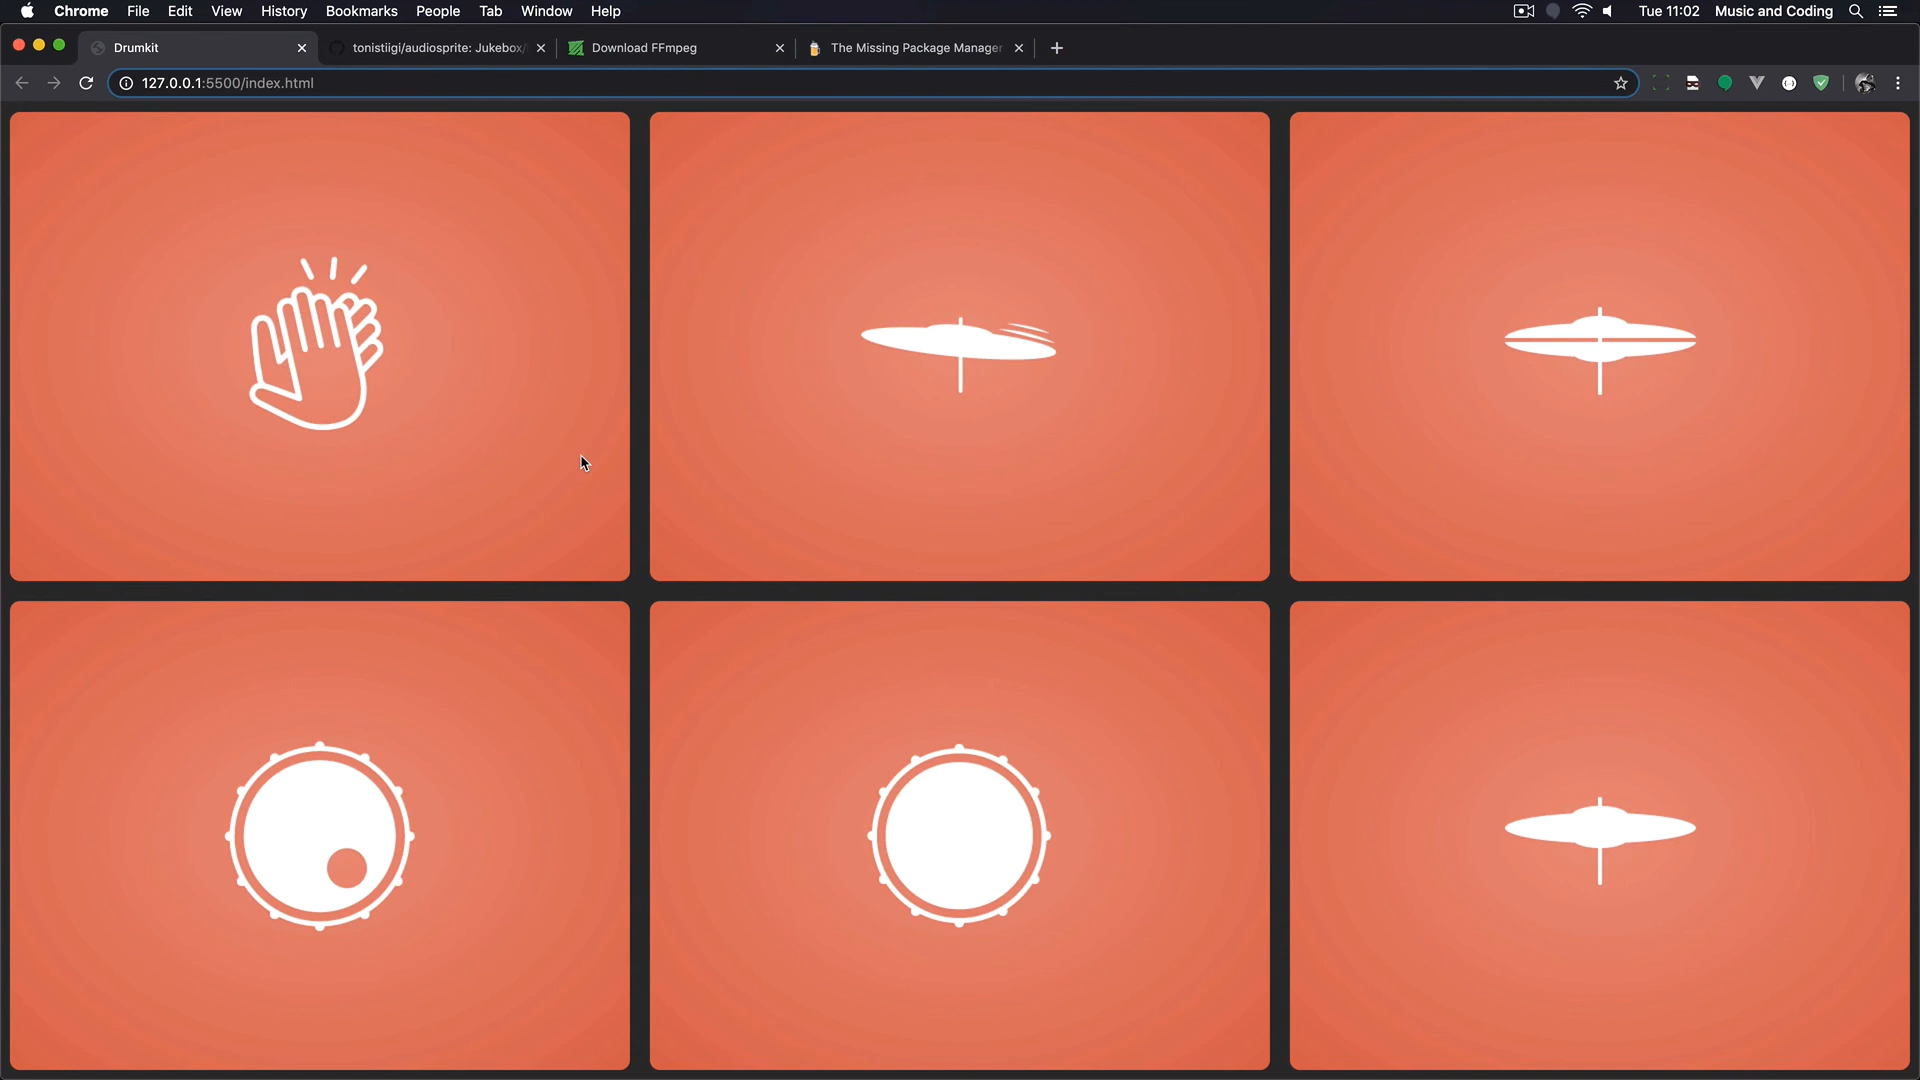 Chrome File Edit View History Bookmarks People Tab Window Help Tue 11:02 Music and Coding
Drumkit tonistiigi/audiosprite: Jukebox/ Download FFmpeg The Missing Package Manager
127.0.0.1:5500/index.html